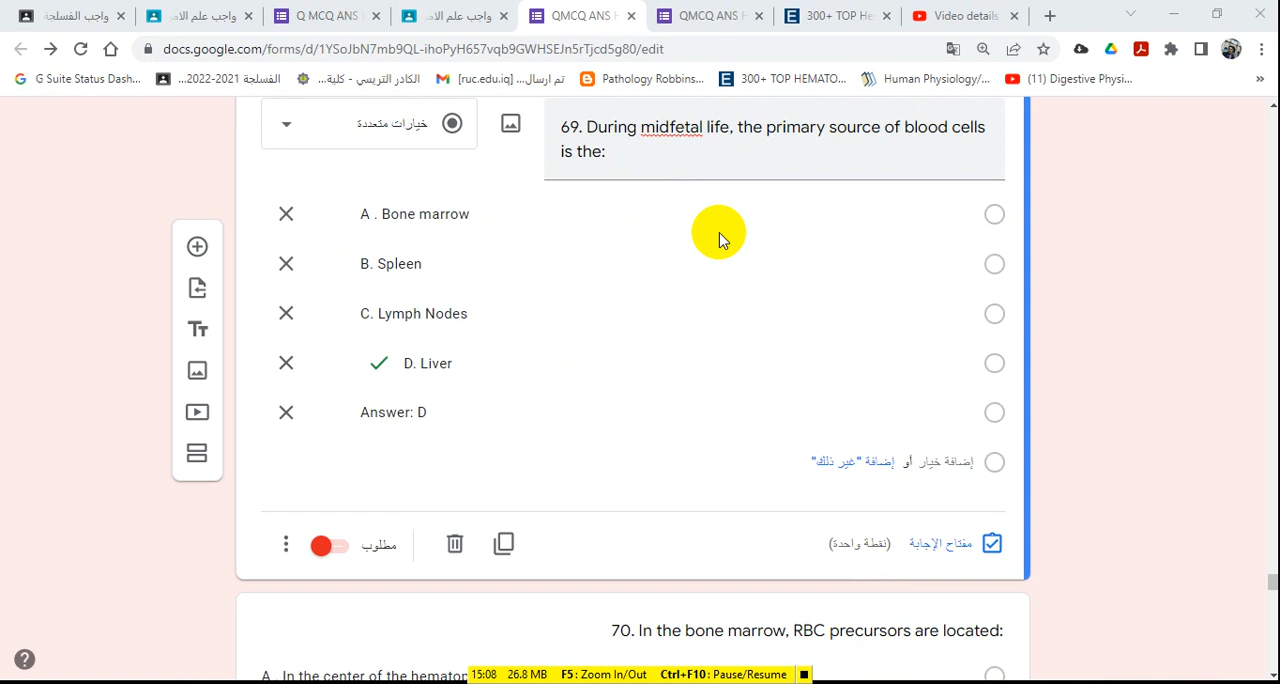 واجب الفسلجة
واجب علم الامر
Q MCQ ANS
واجب علم الامر
QMCQ ANS H
QMCQ ANS H
300+ TOP He
Video details
docs.google.com/forms/d/1YSoJbN7mb9QL-ihoPyH657vqb9GWHSEJn5rTjcd5g80/edit
G Suite Status Dash...
الفسلجة 2021-2022...
الكادر التريسي - كلية...
تم ارسال... [ruc.edu.iq]
Pathology Robbins...
300+ TOP HEMATO...
Human Physiology/...
(11) Digestive Physi...
»
خيارات متعددة
69. During midfetal life, the primary source of blood cells
is the:
A . Bone marrow
B. Spleen
C. Lymph Nodes
D. Liver
Answer: D
إضافة خيار أو إضافة "غير ذلك"
مطلوب
مفتاح الإجابة (نقطة واحدة)
70. In the bone marrow, RBC precursors are located:
A . In the center of the hematop
15:08 26.8 MB F5: Zoom In/Out Ctrl+F10: Pause/Resume